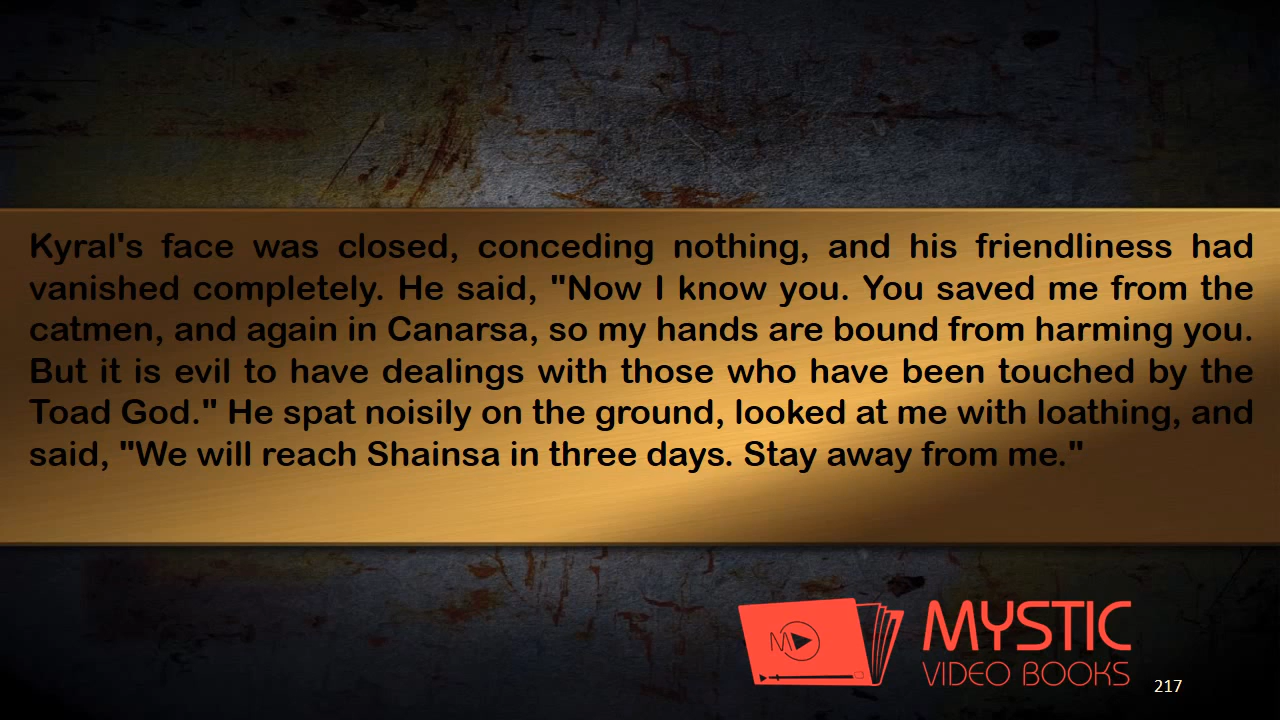 Kyral's face was closed, conceding nothing, and his friendliness had
vanished completely. He said, "Now I know you. You saved me from the
catmen, and again in Canarsa, so my hands are bound from harming you.
But it is evil to have dealings with those who have been touched by the
Toad God." He spat noisily on the ground, looked at me with loathing, and
said, "We will reach Shainsa in three days. Stay away from me."
M
MYSTIC
VIDEO BOOKS
217